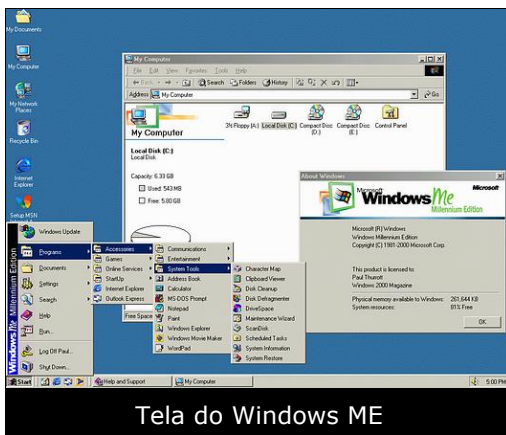 My Documents
My Computer
My Network
Places
Recycle Bin
Internet
Explorer
Setup MSN
My Computer
File Edit View Favorites Tools Help
Back Search Folders History
Address My Computer Go
My Computer
3½ Floppy (A:) Local Disk (C:) Compact Disc (D:) Compact Disc (E:) Control Panel
Local Disk (C:)
Local Disk
Capacity: 6.33 GB
Used: 543 MB
Free: 5.80 GB
Free Space
About Windows
Microsoft
Microsoft
Windows Me
Millennium Edition
Microsoft (R) Windows
Windows Millennium Edition
Copyright (C) 1981-2000 Microsoft Corp.
This product is licensed to:
Paul Thurrott
Windows 2000 Magazine
Physical memory available to Windows: 261,644 KB
System resources: 81% Free
OK
Windows Me Millennium Edition
Windows Update
Programs
Documents
Settings
Search
Help
Run...
Log Off Paul...
Shut Down...
Accessories
Games
Online Services
StartUp
Internet Explorer
Outlook Express
Communications
Entertainment
System Tools
Address Book
Calculator
MS-DOS Prompt
Notepad
Paint
Windows Explorer
Windows Movie Maker
WordPad
Character Map
Clipboard Viewer
Disk Cleanup
Disk Defragmenter
DriveSpace
Maintenance Wizard
ScanDisk
Scheduled Tasks
System Information
System Restore
Start
Help and Support
My Computer
5:00 PM
Tela do Windows ME